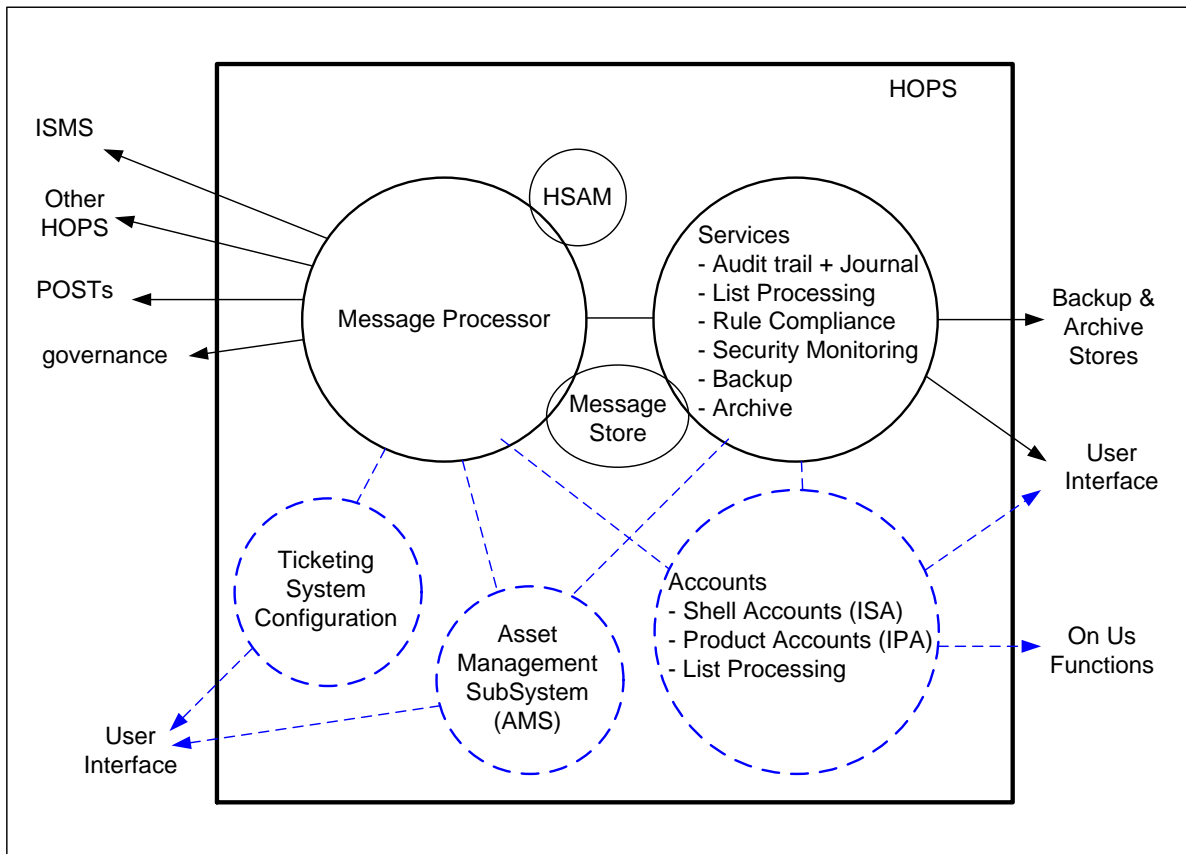 HOPS
ISMS
Other
HOPS
POSTs
governance
HSAM
Message Processor
Services
- Audit trail + Journal
- List Processing
- Rule Compliance
- Security Monitoring
- Backup
- Archive
Message
Store
Backup &
Archive
Stores
User
Interface
Ticketing
System
Configuration
Asset
Management
SubSystem
(AMS)
Accounts
- Shell Accounts (ISA)
- Product Accounts (IPA)
- List Processing
On Us
Functions
User
Interface